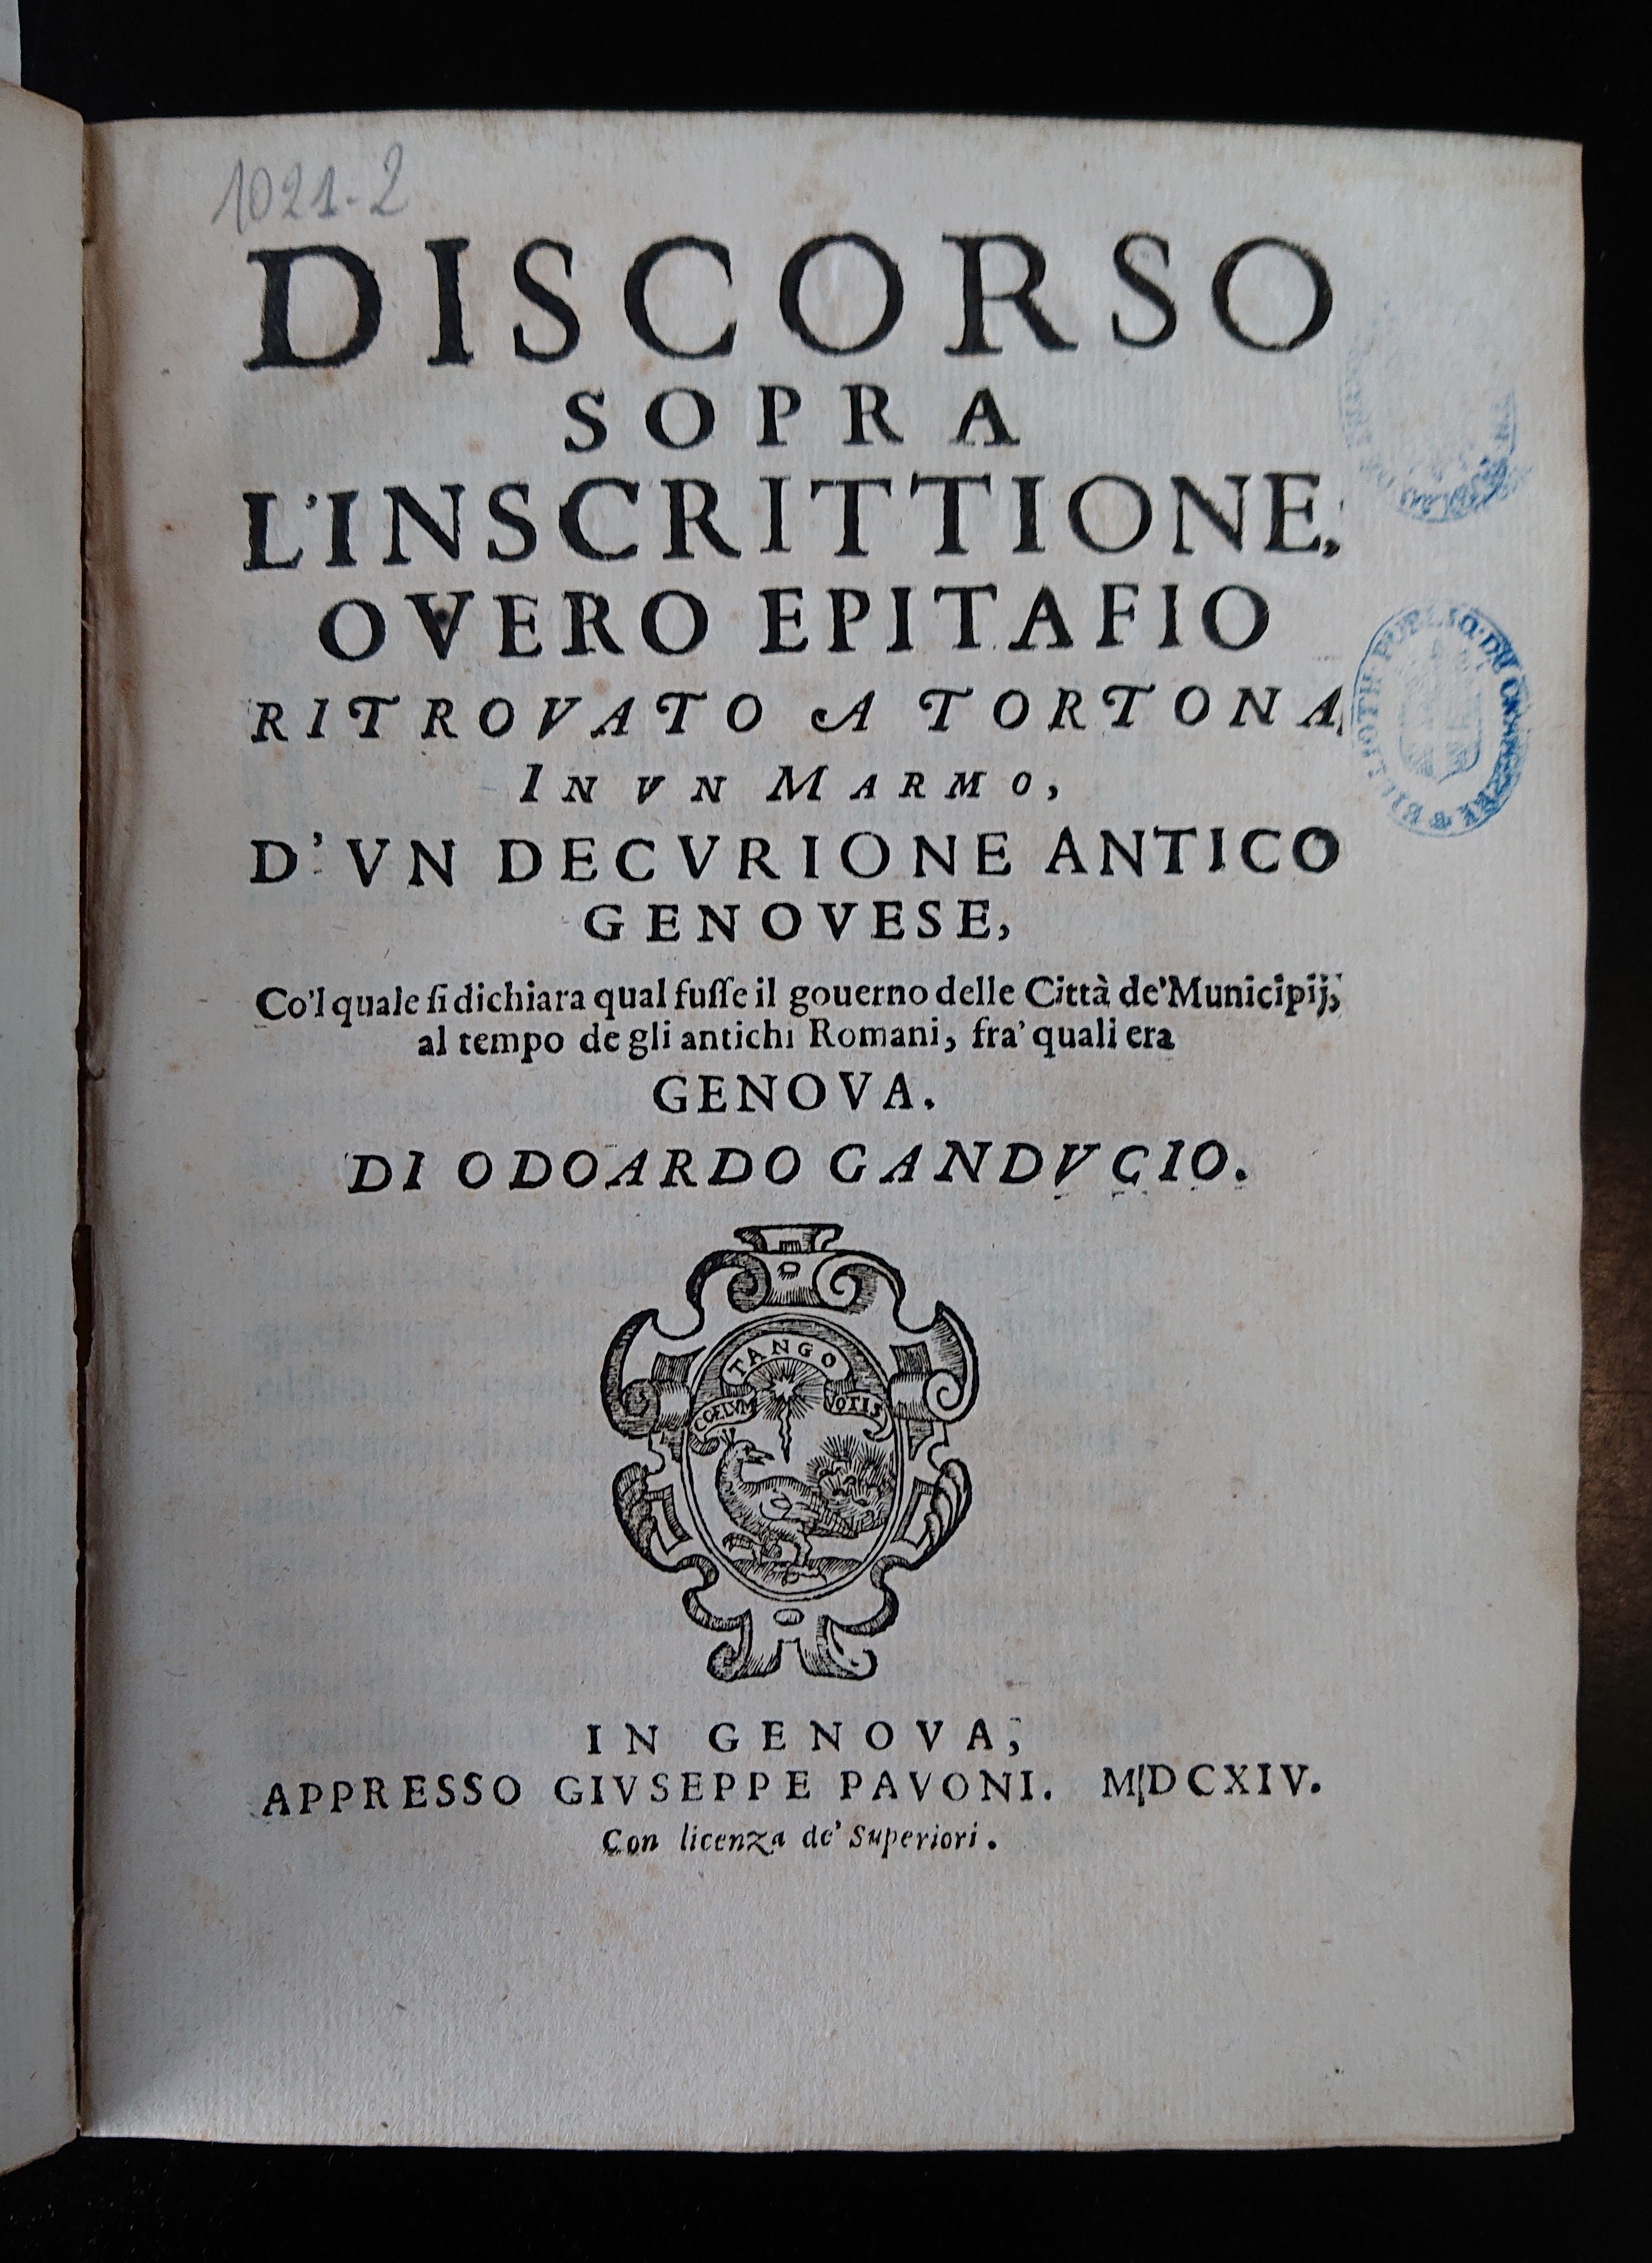 1021-2
DISCORSO
SOPRA
L'INSCRITTIONE,
OVERO EPITAFIO
RITROVATO A TORTONA,
IN VN MARMO,
D'VN DECVRIONE ANTICO
GENOVESE,
Co'l quale ſi dichiara qual fuſſe il gouerno delle Città de' Municipij,
al tempo de gli antichi Romani, fra' quali era
GENOVA.
DI ODOARDO GANDVCIO.
TANGO
COELVM VOTIS
IN GENOVA,
APPRESSO GIVSEPPE PAVONI. MDCXIV.
Con licenza de' Superiori.